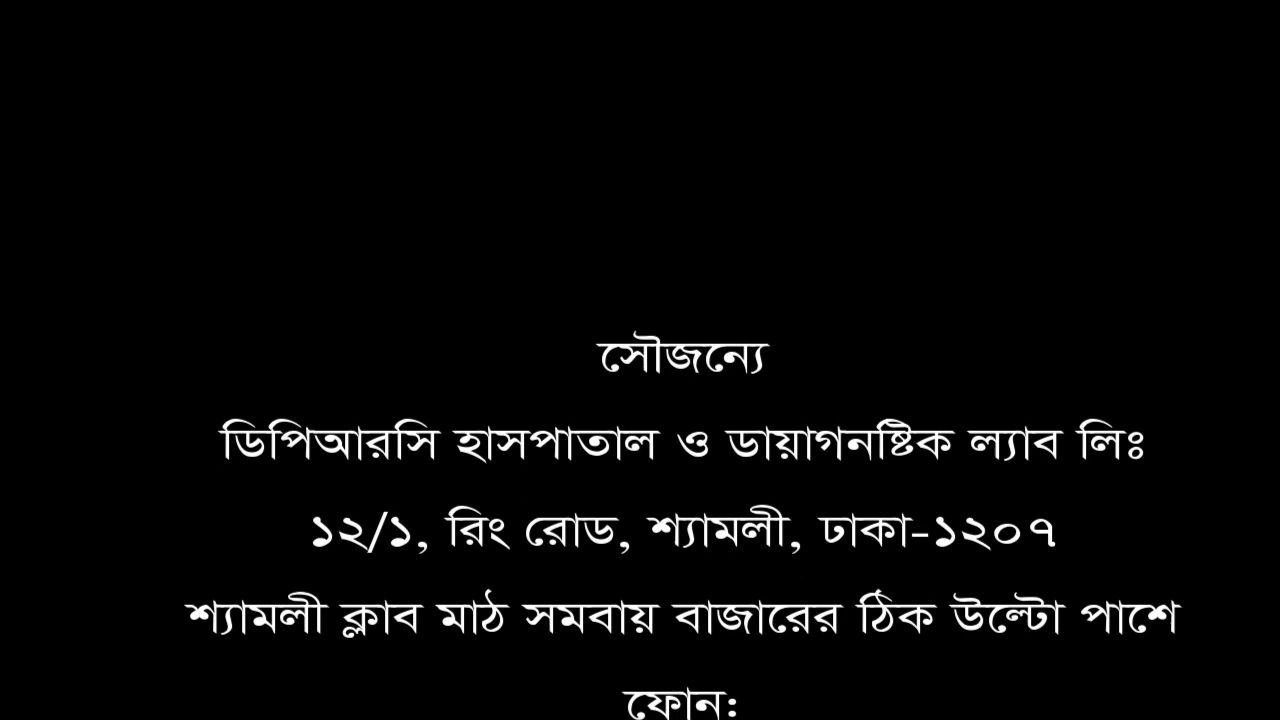 সৌজন্যে
ডিপিআরসি হাসপাতাল ও ডায়াগনষ্টিক ল্যাব লিঃ
১২/১, রিং রোড, শ্যামলী, ঢাকা-১২০৭
শ্যামলী ক্লাব মাঠ সমবায় বাজারের ঠিক উল্টো পাশে
ফোন: